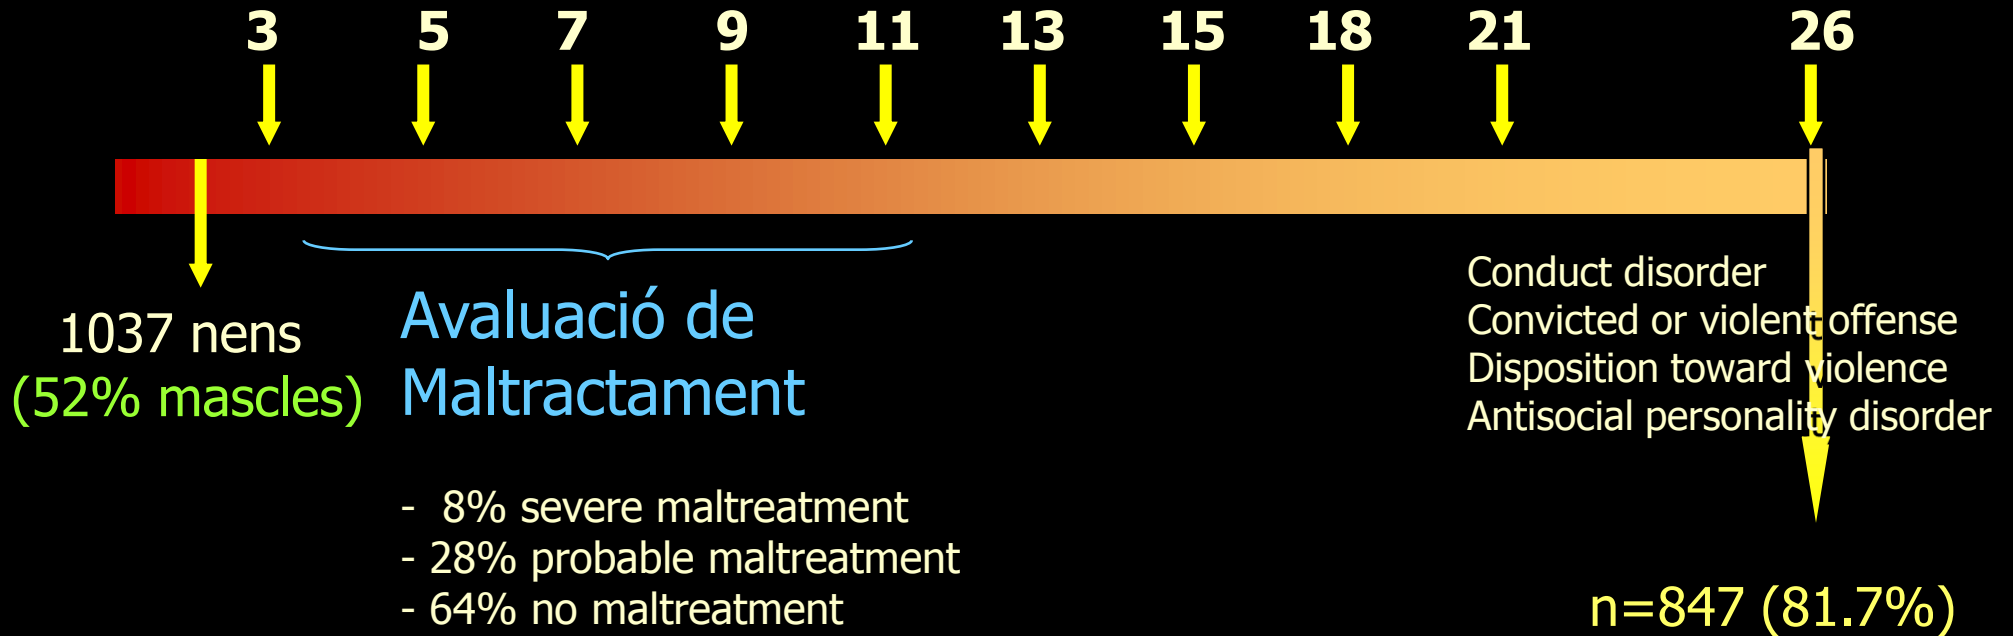 3 5 7 9 11 13 15 18 21 26
1037 nens
(52% mascles)
Avaluació de
Maltractament
- 8% severe maltreatment
- 28% probable maltreatment
- 64% no maltreatment
Conduct disorder
Convicted or violent offense
Disposition toward violence
Antisocial personality disorder
n=847 (81.7%)